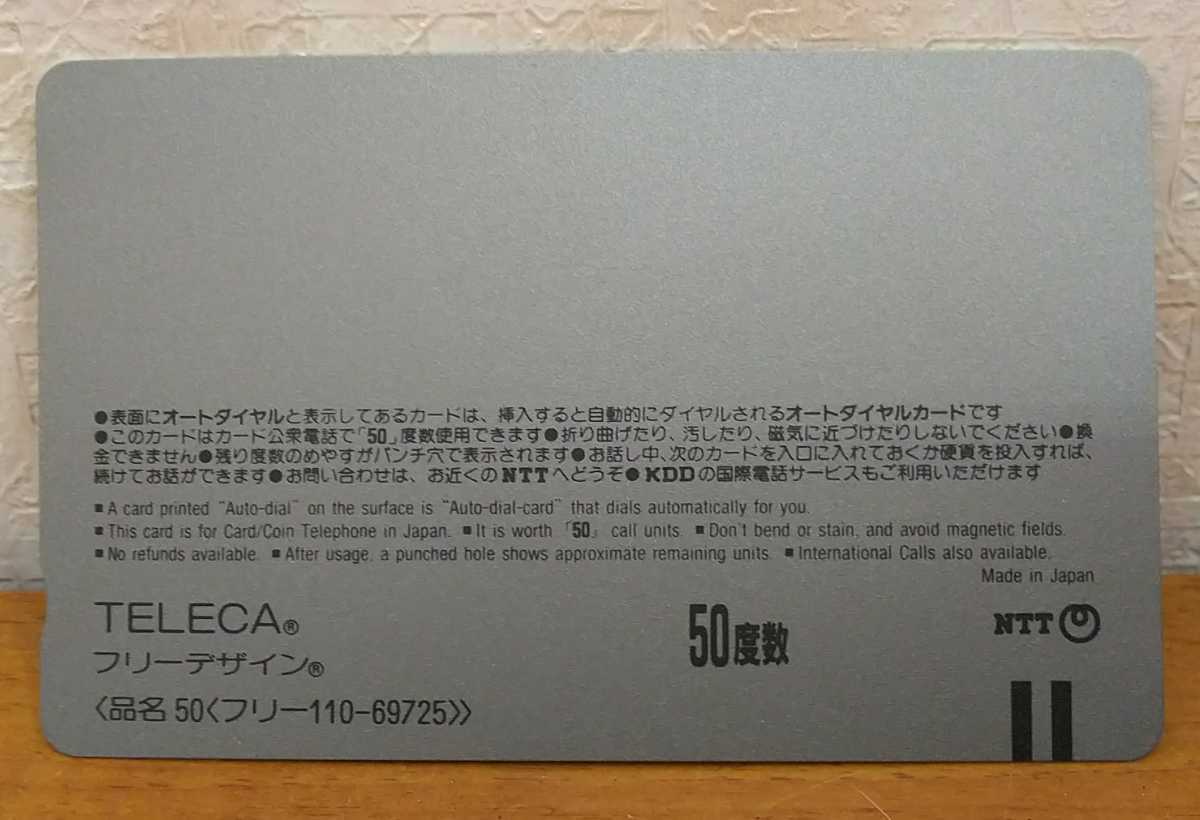 ●表面にオートダイヤルと表示してあるカードは、挿入すると自動的にダイヤルされるオートダイヤルカードです
●このカードはカード公衆電話で「50」度数使用できます●折り曲げたり、汚したり、磁気に近づけたりしないでください●換
金できません●残り度数のめやすがパンチ穴で表示されます●お話し中、次のカードを入口に入れておくか硬貨を投入すれば、
続けてお話ができます●お問い合わせは、お近くのNTTへどうぞ●KDDの国際電話サービスもご利用いただけます
■A card printed "Auto-dial" on the surface is "Auto-dial-card" that dials automatically for you.
■This card is for Card/Coin Telephone in Japan. ■It is worth「50」call units. ■Don't bend or stain, and avoid magnetic fields.
■No refunds available. ■After usage, a punched hole shows approximate remaining units. ■International Calls also available.
Made in Japan
TELECA®
フリーデザイン®
〈品名 50〈フリー110-69725〉〉
50度数
NTT